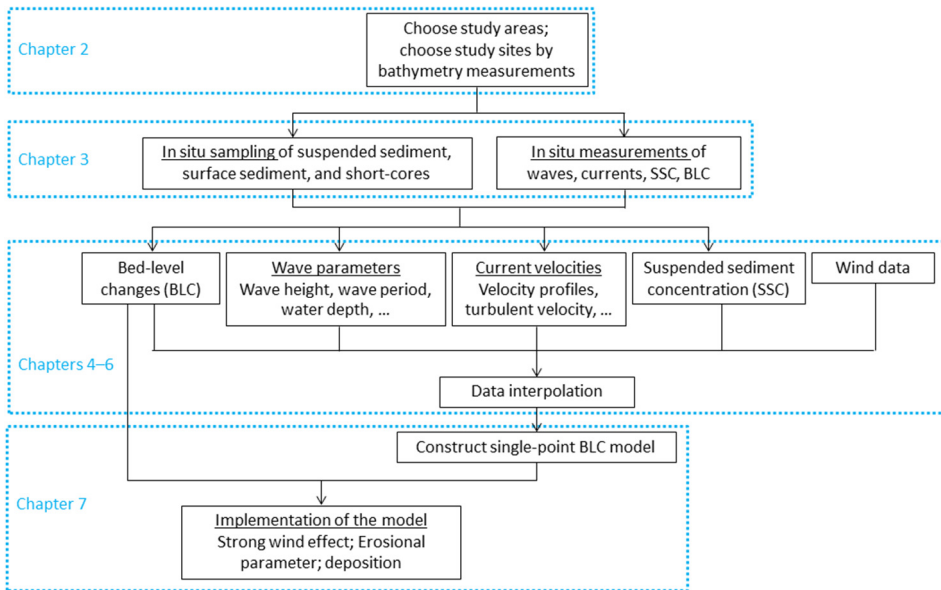 Chapter 2
Choose study areas;
choose study sites by
bathymetry measurements
Chapter 3
In situ sampling of suspended sediment,
surface sediment, and short-cores
In situ measurements of
waves, currents, SSC, BLC
Chapters 4–6
Bed-level
changes (BLC)
Wave parameters
Wave height, wave period,
water depth, ...
Current velocities
Velocity profiles,
turbulent velocity, ...
Suspended sediment
concentration (SSC)
Wind data
Data interpolation
Chapter 7
Construct single-point BLC model
Implementation of the model
Strong wind effect; Erosional
parameter; deposition